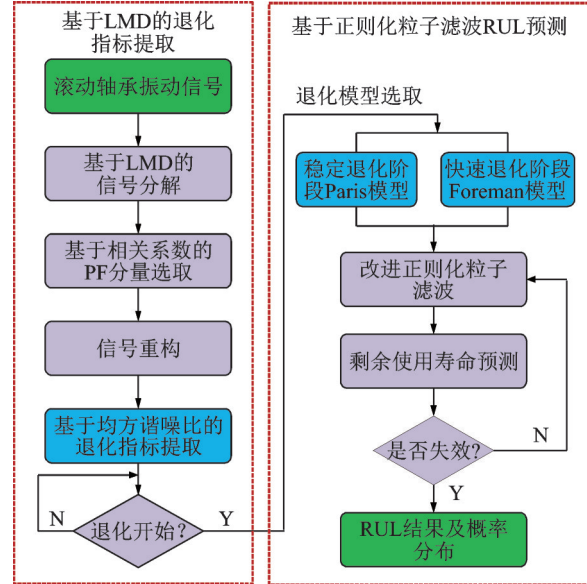 基于LMD的退化
指标提取
滚动轴承振动信号
基于LMD的
信号分解
基于相关系数的
PF分量选取
信号重构
基于均方谐噪比的
退化指标提取
N
退化开始?
Y
基于正则化粒子滤波RUL预测
退化模型选取
稳定退化阶
段Paris模型
快速退化阶段
Foreman模型
改进正则化粒子
滤波
剩余使用寿命预测
是否失效?
N
Y
RUL结果及概率
分布